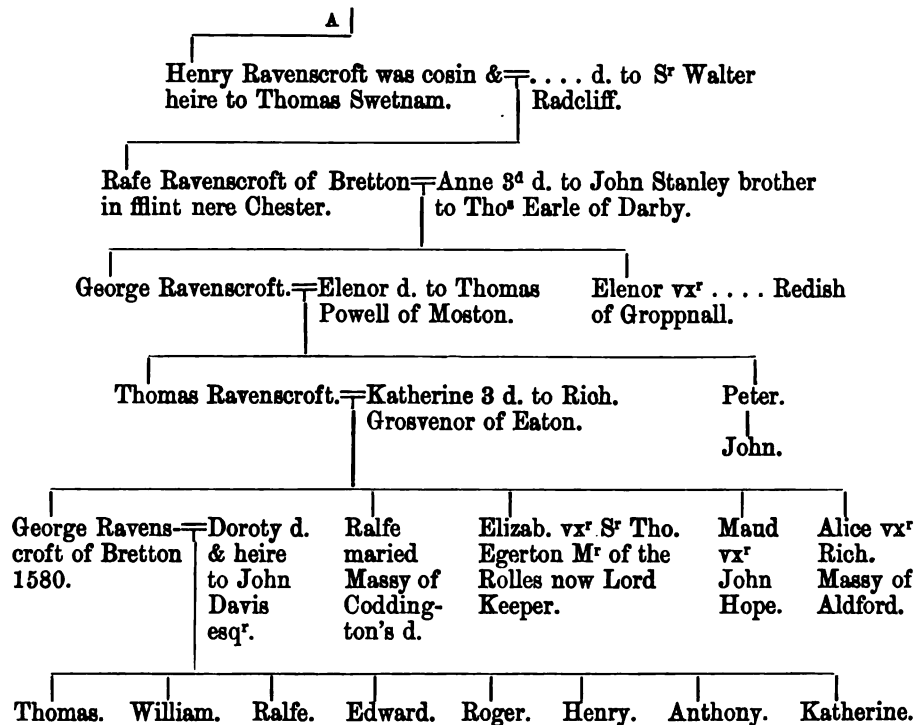 A
Henry Ravenscroft was cosin & . . . . d. to Sʳ Walter
heire to Thomas Swetnam. Radcliff.
Rafe Ravenscroft of Bretton Anne 3ᵈ d. to John Stanley brother
in fflint nere Chester. to Thoˢ Earle of Darby.
George Ravenscroft. Elenor d. to Thomas
Powell of Moston.
Elenor vxʳ . . . . Redish
of Groppnall.
Thomas Ravenscroft. Katherine 3 d. to Rich.
Grosvenor of Eaton.
Peter.
John.
George Ravens-
croft of Bretton
1580.
Doroty d.
& heire
to John
Davis
esqʳ.
Ralfe
maried
Massy of
Codding-
ton's d.
Elizab. vxʳ Sʳ Tho.
Egerton Mʳ of the
Rolles now Lord
Keeper.
Maud
vxʳ
John
Hope.
Alice vxʳ
Rich.
Massy of
Aldford.
Thomas. William. Ralfe. Edward. Roger. Henry. Anthony. Katherine.